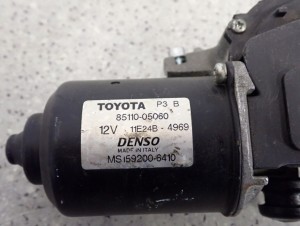 TOYOTA P3 B
85110-05060
12V 11E24B - 4969
DENSO
MADE IN ITALY
MS159200-6410